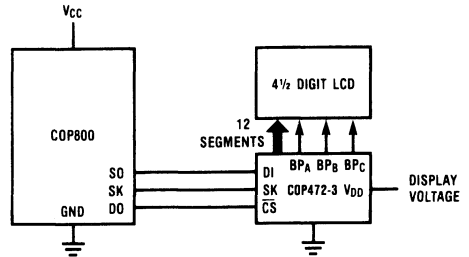 VCC
4½ DIGIT LCD
COP800
12
SEGMENTS
BPA BPB BPC
SO
SK
DO
GND
DI
SK
CS
COP472-3 VDD
DISPLAY
VOLTAGE